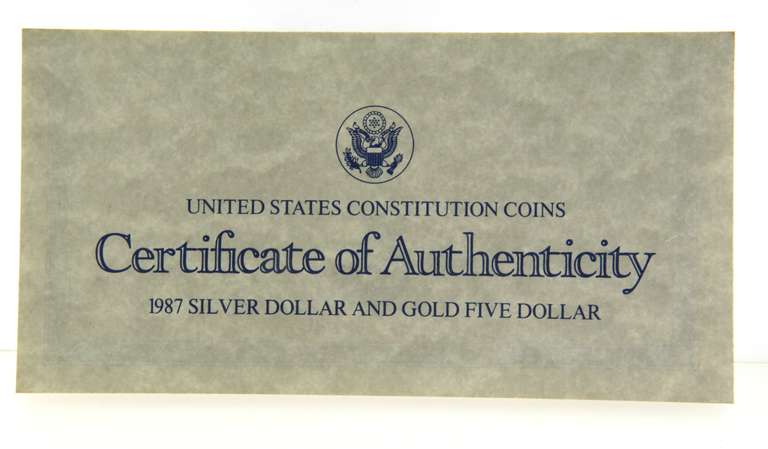 UNITED STATES CONSTITUTION COINS
Certificate of Authenticity
1987 SILVER DOLLAR AND GOLD FIVE DOLLAR